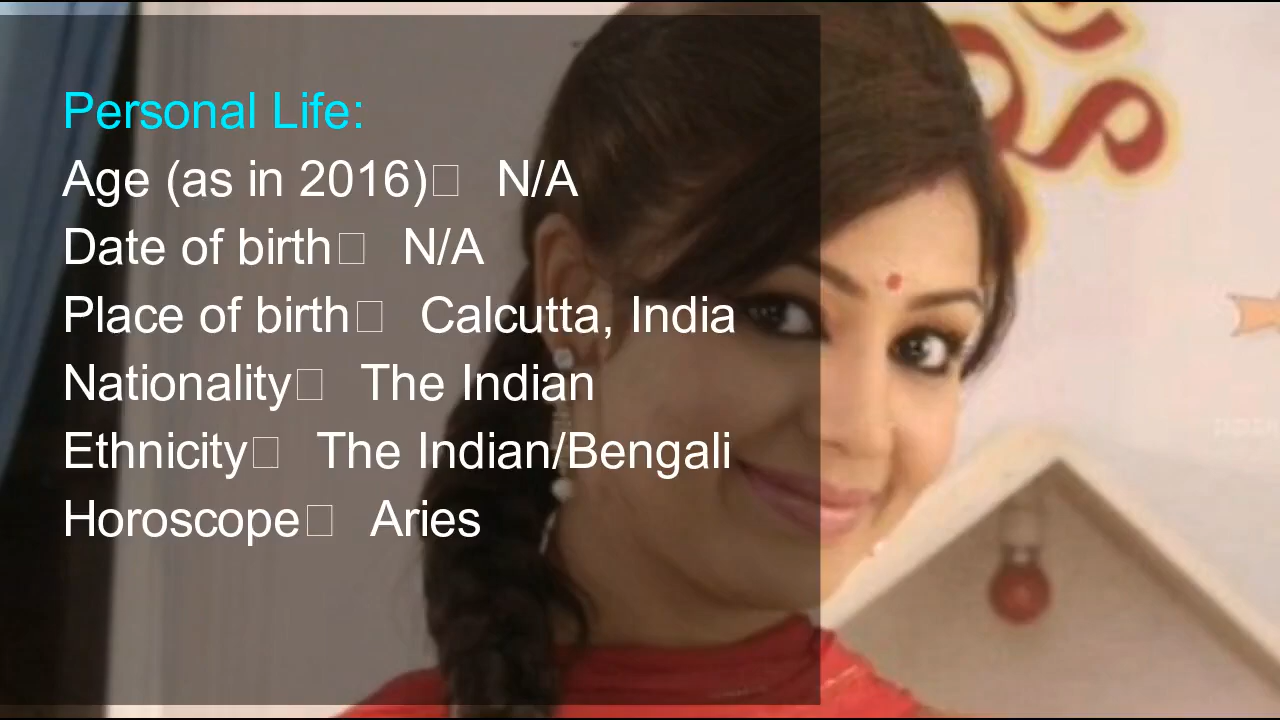 Personal Life:
Age (as in 2016)□ N/A
Date of birth□ N/A
Place of birth□ Calcutta, India
Nationality□ The Indian
Ethnicity□ The Indian/Bengali
Horoscope□ Aries
ॐ